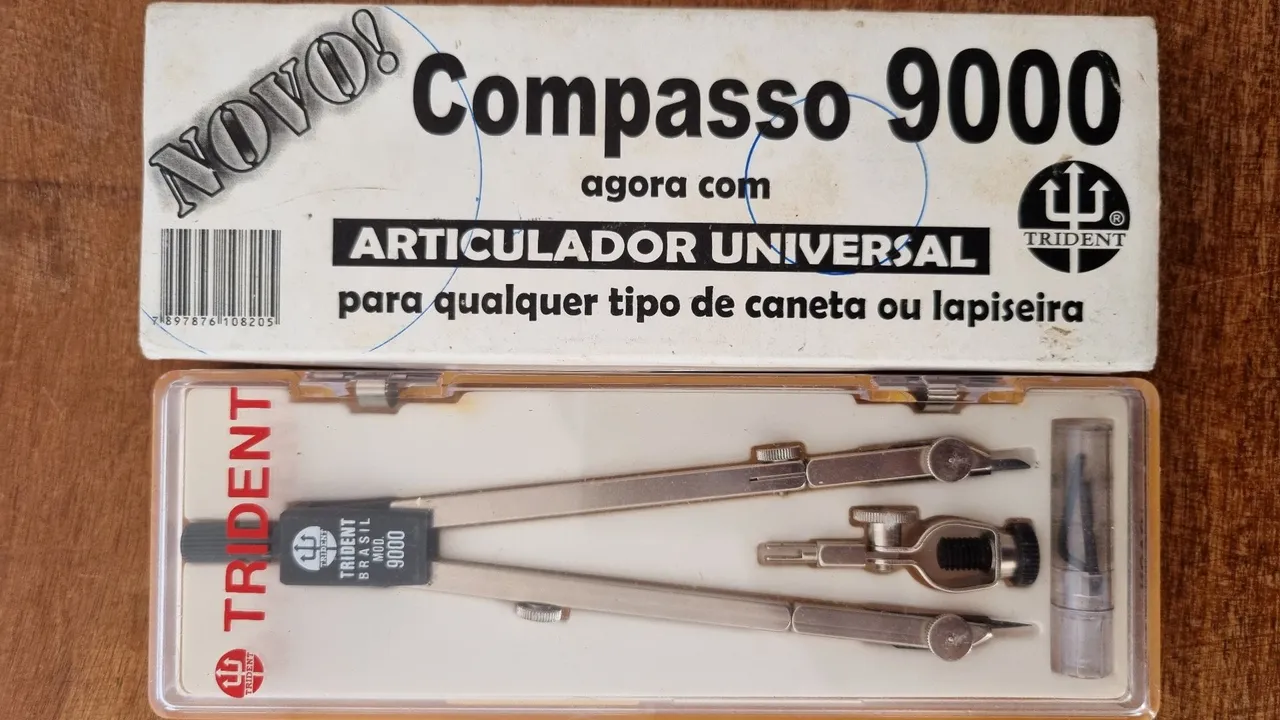 NOVO!
Compasso 9000
agora com
ARTICULADOR UNIVERSAL
para qualquer tipo de caneta ou lapiseira
®
TRIDENT
7 897876 108205
TRIDENT
TRIDENT
TRIDENT
TRIDENT
BRASIL
MOD.
9000